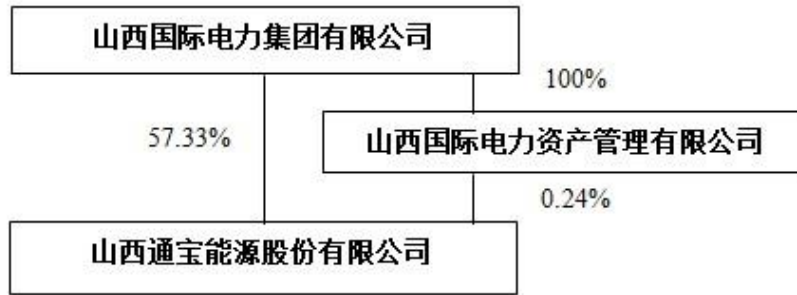 山西国际电力集团有限公司
100%
57.33%
山西国际电力资产管理有限公司
0.24%
山西通宝能源股份有限公司